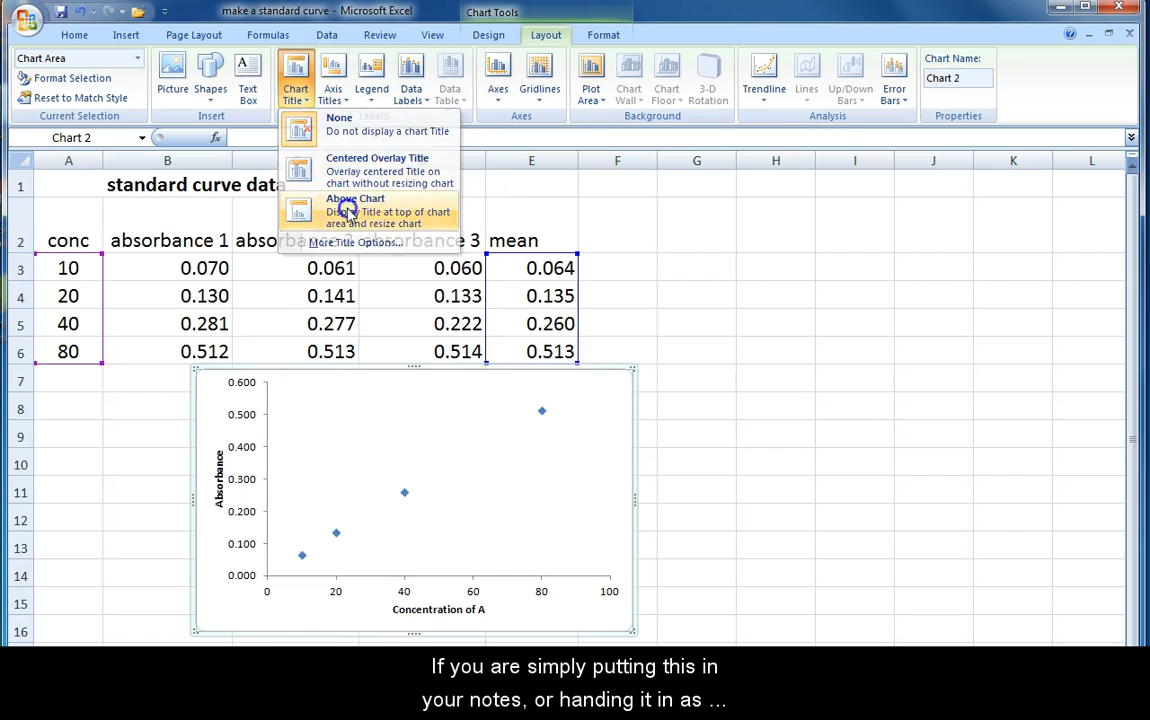 make a standard curve - Microsoft Excel
Chart Tools
Home Insert Page Layout Formulas Data Review View Design Layout Format
Chart Area
Format Selection
Reset to Match Style
Current Selection
Picture Shapes Text Box
Insert
Chart Title Axis Titles Legend Data Labels Data Table
Labels
Axes Gridlines
Axes
Plot Area Chart Wall Chart Floor 3-D Rotation
Background
Trendline Lines Up/Down Bars Error Bars
Analysis
Chart Name:
Chart 2
Properties
None
Do not display a chart Title
Centered Overlay Title
Overlay centered Title on
chart without resizing chart
Above Chart
Display Title at top of chart
area and resize chart
More Title Options...
Chart 2 fx
A B E F G H I J K L
1 standard curve data
2 conc absorbance 1 absorbance 3 mean
3 10 0.070 0.061 0.060 0.064
4 20 0.130 0.141 0.133 0.135
5 40 0.281 0.277 0.222 0.260
6 80 0.512 0.513 0.514 0.513
7
8
9
10
11
12
13
14
15
16
0.600
0.500
0.400
0.300
0.200
0.100
0.000
Absorbance
0 20 40 60 80 100
Concentration of A
If you are simply putting this in
your notes, or handing it in as ...